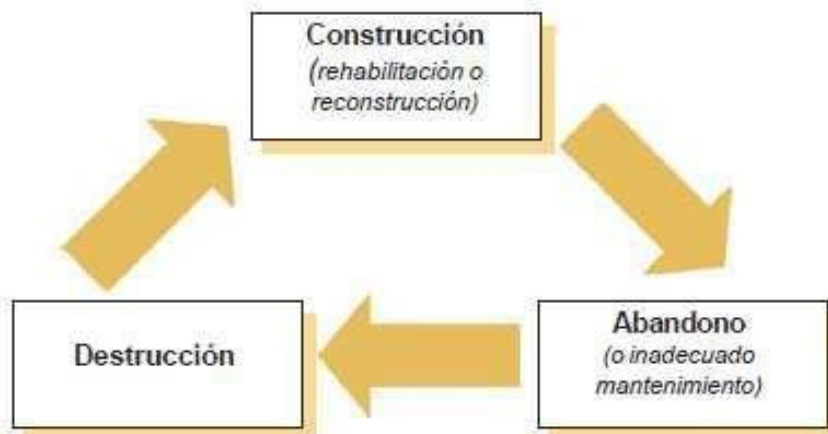 Construcción
(rehabilitación o
reconstrucción)
Abandono
(o inadecuado
mantenimiento)
Destrucción